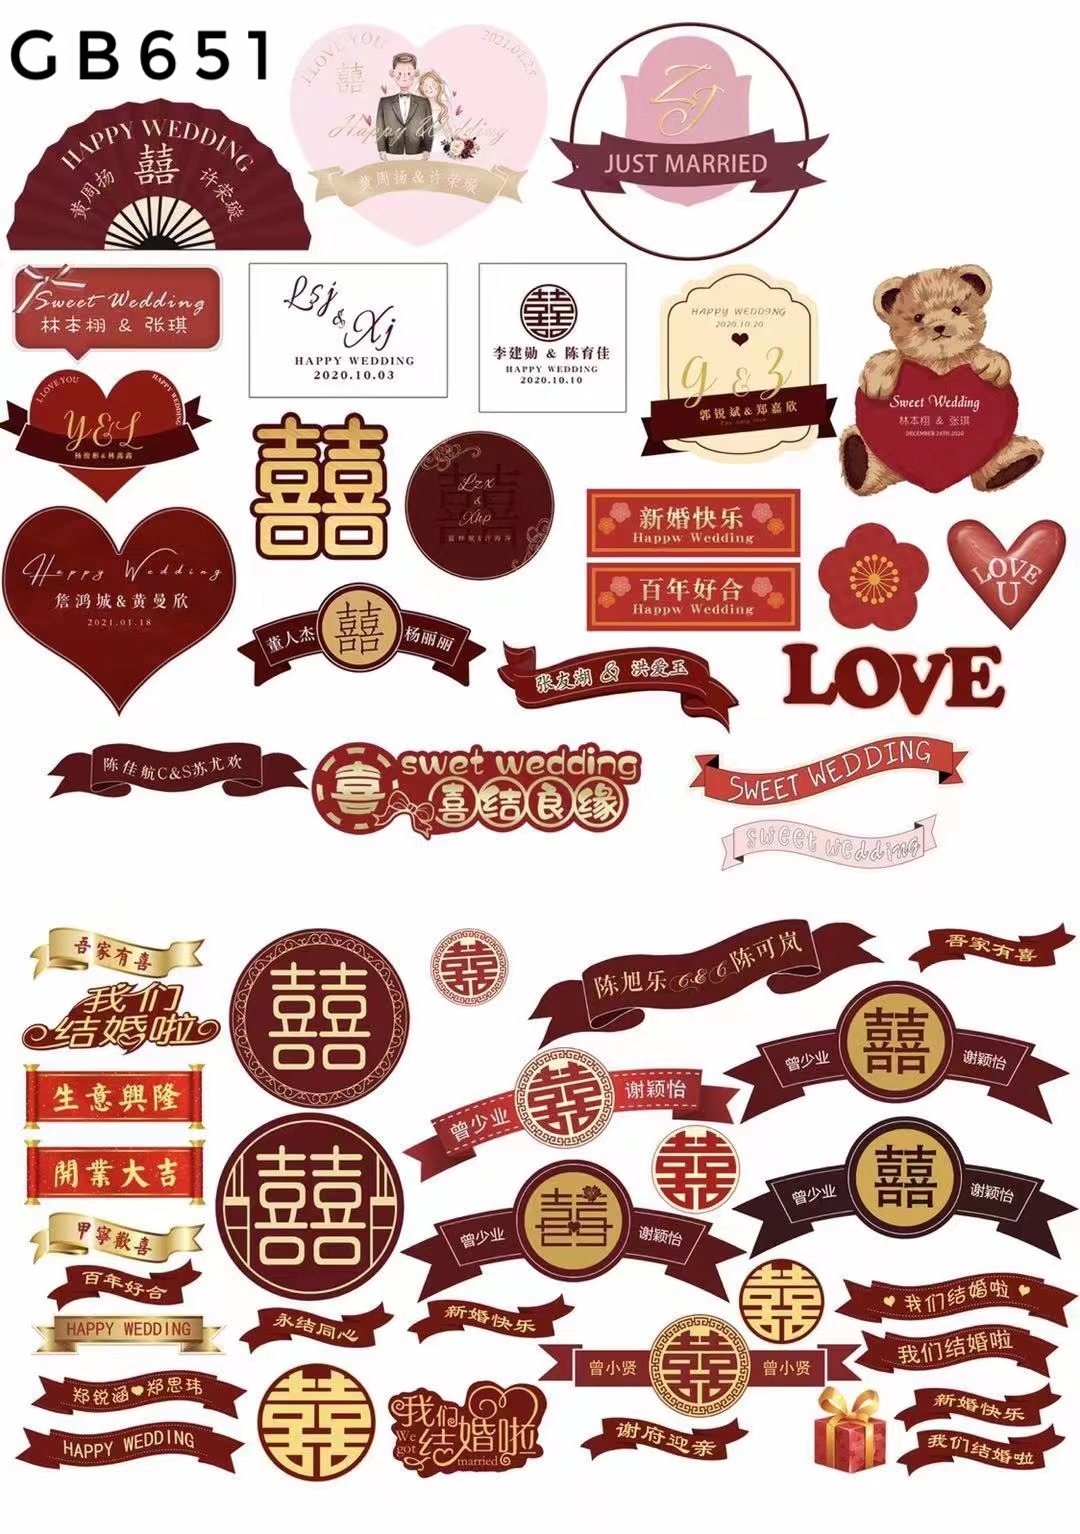 GB651
HAPPY WEDDING
囍
黄周扬
许荣璇
I LOVE YOU
2021.01.25
囍
Happy Wedding
黄周扬&许荣璇
ZJ
JUST MARRIED
Sweet Wedding
林本栩 & 张琪
Lsj
&
Xj
HAPPY WEDDING
2020.10.03
囍
李建勋 & 陈育佳
HAPPY WEDDING
2020.10.10
HAPPY WEDDING
2020.10.20
g & z
郭锐斌&郑嘉欣
Sweet Wedding
林本栩 & 张琪
DECEMBER 24TH.2020
I LOVE YOU
HAPPY WEDDING
Y&L
杨俊彬&林鑫鑫
囍
囍
Lzx
&
Xhp
新婚快乐
Happw Wedding
百年好合
Happw Wedding
LOVE
U
Happy Wedding
詹鸿城&黄曼欣
2021.01.18
董人杰
囍
杨丽丽
张友湖 & 洪爱玉
LOVE
陈佳航C&S苏尤欢
喜
swet wedding
喜结良缘
SWEET WEDDING
sweet wedding
吾家有喜
我们
结婚啦
囍
囍
陈旭乐 C&C 陈可岚
吾家有喜
生意興隆
曾少业
囍
谢颖怡
曾少业
囍
谢颖怡
開業大吉
囍
囍
甲寧歡喜
曾少业
囍
谢颖怡
曾少业
囍
谢颖怡
百年好合
HAPPY WEDDING
永结同心
新婚快乐
囍
我们结婚啦
曾小贤
囍
曾小贤
我们结婚啦
郑锐涵
郑思玮
HAPPY WEDDING
囍
我们
结婚啦
We
got
married
谢府迎亲
新婚快乐
我们结婚啦